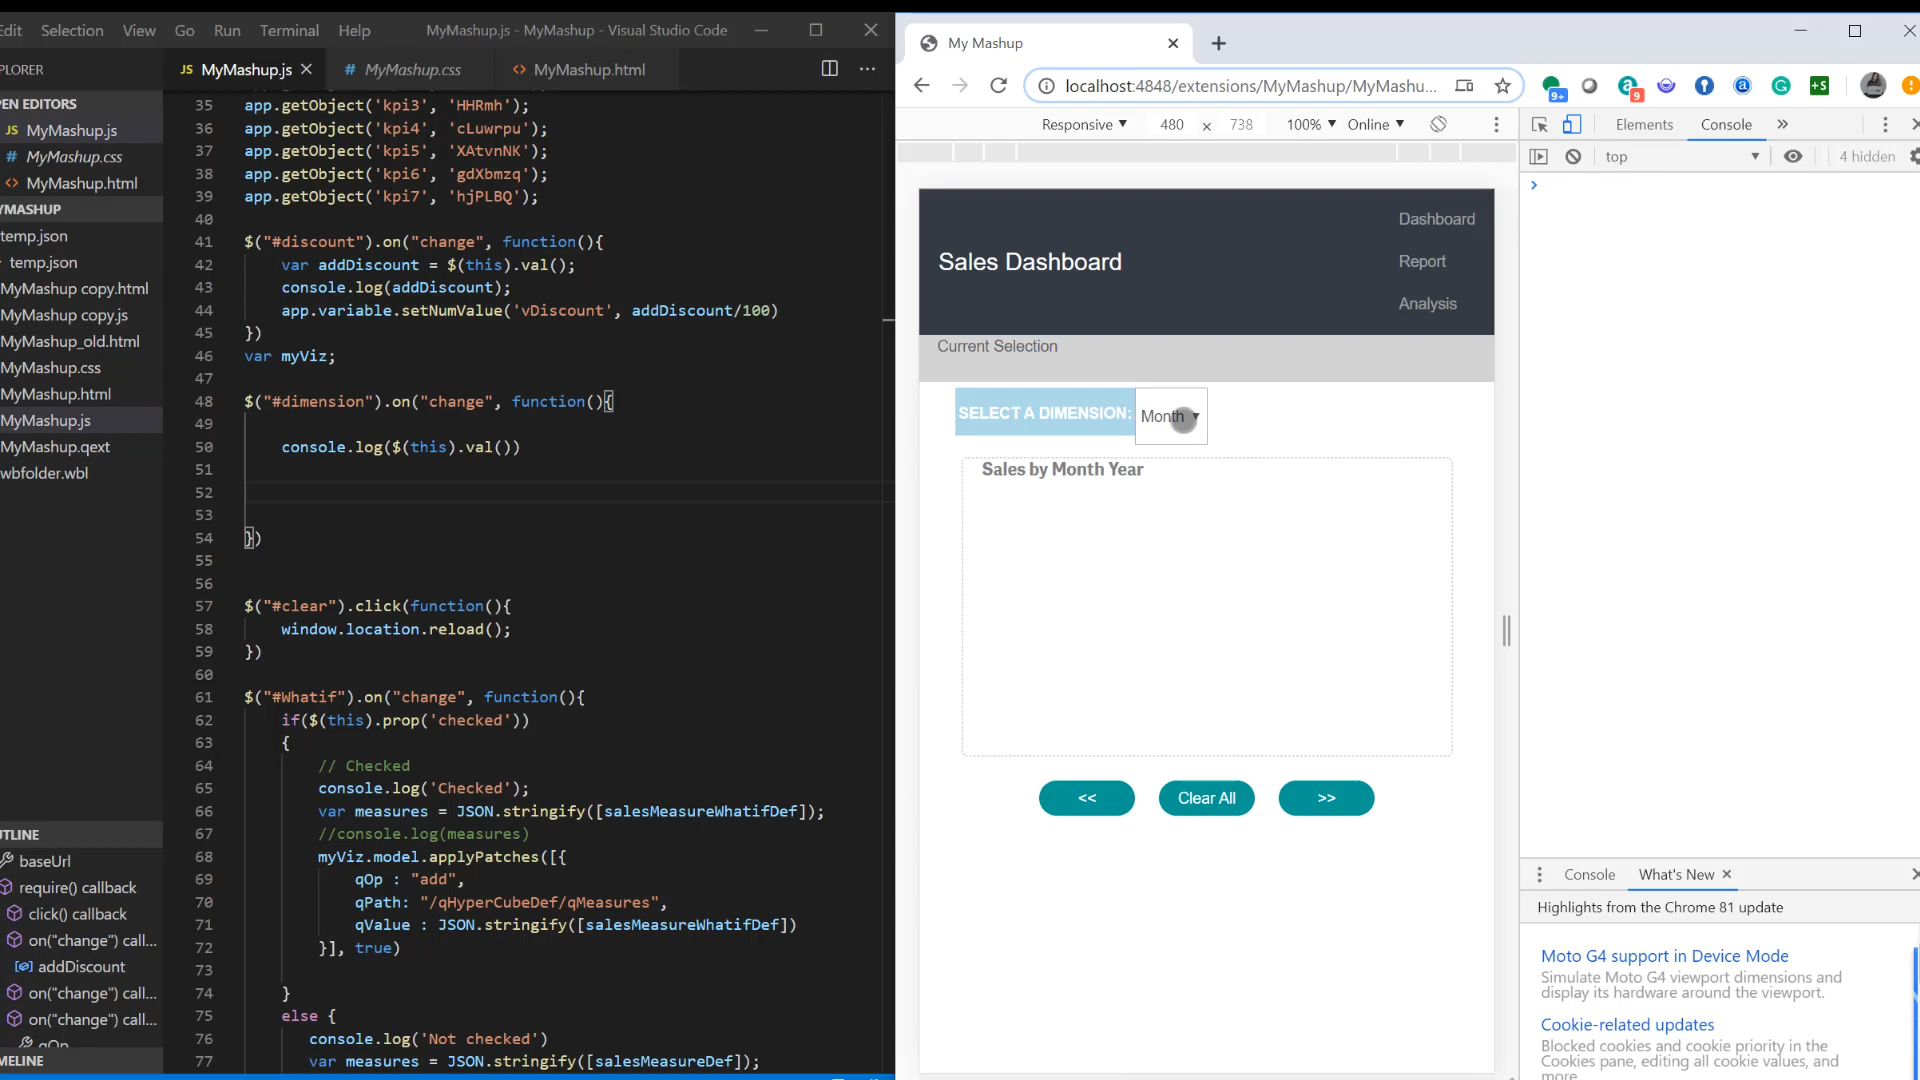 Edit Selection View Go Run Terminal Help MyMashup.js - MyMashup - Visual Studio Code
PLORER
JS MyMashup.js
# MyMashup.css
<> MyMashup.html
PEN EDITORS
JS MyMashup.js
# MyMashup.css
<> MyMashup.html
YMASHUP
temp.json
temp.json
MyMashup copy.html
MyMashup copy.js
MyMashup_old.html
MyMashup.css
MyMashup.html
MyMashup.js
MyMashup.qext
wbfolder.wbl
UTLINE
baseUrl
require() callback
click() callback
on("change") call...
addDiscount
on("change") call...
on("change") call...
qOp
MELINE
35 app.getObject('kpi3', 'HHRmh');
36 app.getObject('kpi4', 'cLuwrpu');
37 app.getObject('kpi5', 'XAtvnNK');
38 app.getObject('kpi6', 'gdXbmzq');
39 app.getObject('kpi7', 'hjPLBQ');
40
41 $("#discount").on("change", function(){
42 var addDiscount = $(this).val();
43 console.log(addDiscount);
44 app.variable.setNumValue('vDiscount', addDiscount/100)
45 })
46 var myViz;
47
48 $("#dimension").on("change", function(){
49
50 console.log($(this).val())
51
52
53
54 })
55
56
57 $("#clear").click(function(){
58 window.location.reload();
59 })
60
61 $("#Whatif").on("change", function(){
62 if($(this).prop('checked'))
63 {
64 // Checked
65 console.log('Checked');
66 var measures = JSON.stringify([salesMeasureWhatifDef]);
67 //console.log(measures)
68 myViz.model.applyPatches([{
69 qOp : "add",
70 qPath: "/qHyperCubeDef/qMeasures",
71 qValue : JSON.stringify([salesMeasureWhatifDef])
72 }], true)
73
74 }
75 else {
76 console.log('Not checked')
77 var measures = JSON.stringify([salesMeasureDef]);
My Mashup
localhost:4848/extensions/MyMashup/MyMashu...
9+
9
+S
Responsive 480 x 738 100% Online
Elements Console
top 4 hidden
Sales Dashboard
Dashboard
Report
Analysis
Current Selection
SELECT A DIMENSION: Month
Sales by Month Year
<< Clear All >>
Console What's New
Highlights from the Chrome 81 update
Moto G4 support in Device Mode
Simulate Moto G4 viewport dimensions and
display its hardware around the viewport.
Cookie-related updates
Blocked cookies and cookie priority in the
Cookies pane, editing all cookie values, and
more.